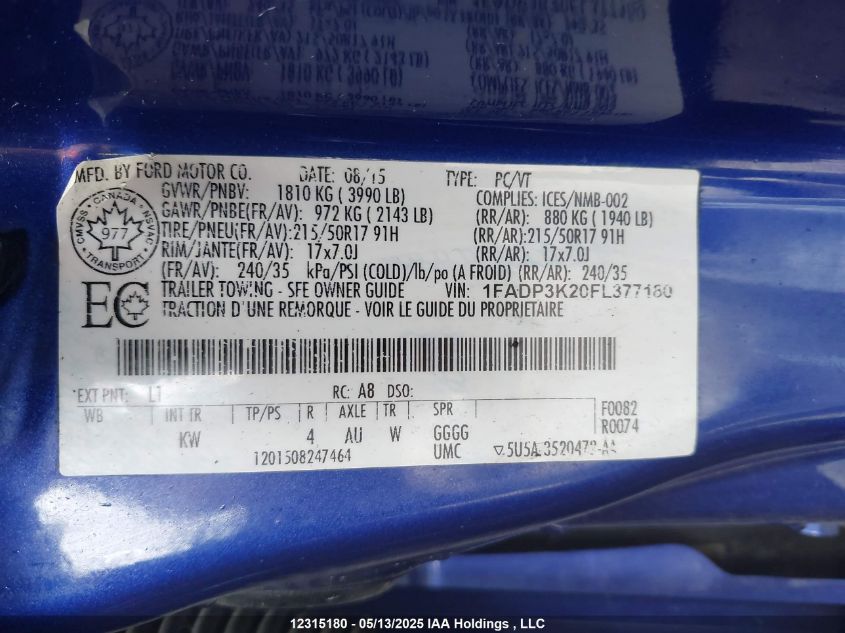 MFD. BY FORD MOTOR CO. DATE: 08/15 TYPE: PC/VT
GVWR/PNBV: 1810 KG ( 3990 LB) COMPLIES: ICES/NMB-002
GAWR/PNBE(FR/AV): 972 KG ( 2143 LB) (RR/AR): 880 KG ( 1940 LB)
TIRE/PNEU(FR/AV):215/50R17 91H (RR/AR):215/50R17 91H
RIM/JANTE(FR/AV): 17x7.0J (RR/AR): 17x7.0J
(FR/AV): 240/35 kPa/PSI (COLD)/lb/po (A FROID) (RR/AR): 240/35
TRAILER TOWING - SEE OWNER GUIDE VIN: 1FADP3K20FL377180
TRACTION D'UNE REMORQUE - VOIR LE GUIDE DU PROPRIETAIRE
CMVSS · CANADA · NSVAC
977
TRANSPORT
EC
EXT PNT: L1 RC: A8 DSO:
WB INT TR TP/PS R AXLE TR SPR F0082
KW 4 AU W GGGG R0074
1201508247464 UMC 5U5A
12315180 - 05/13/2025 IAA Holdings , LLC